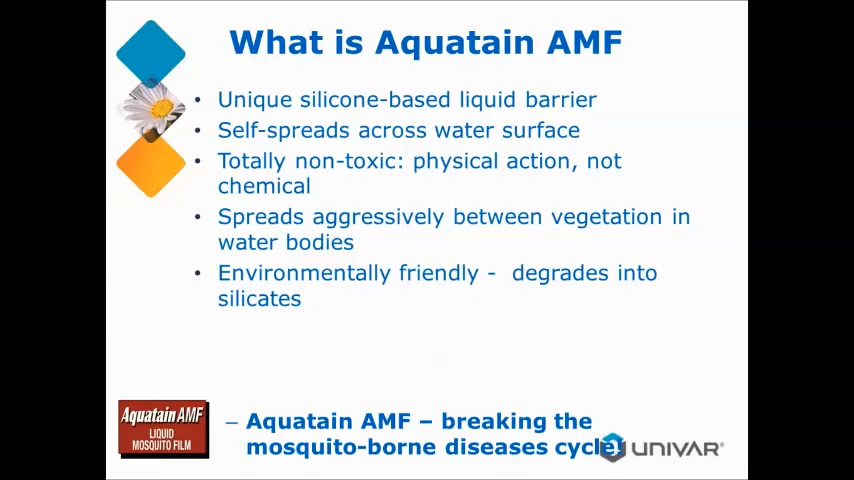 What is Aquatain AMF
• Unique silicone-based liquid barrier
• Self-spreads across water surface
• Totally non-toxic: physical action, not
chemical
• Spreads aggressively between vegetation in
water bodies
• Environmentally friendly - degrades into
silicates
Aquatain AMF
LIQUID
MOSQUITO FILM
– Aquatain AMF – breaking the
mosquito-borne diseases cycle!
UNIVAR®